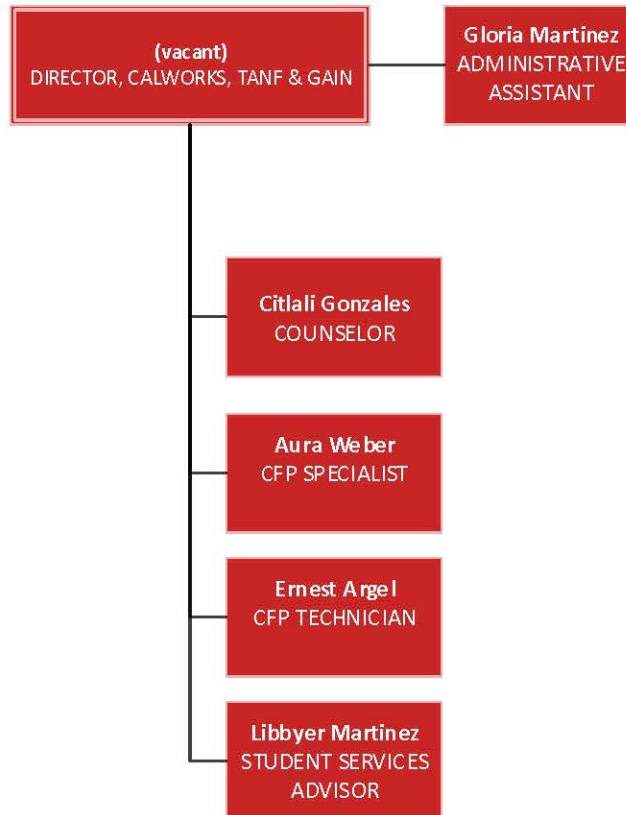 (vacant)
DIRECTOR, CALWORKS, TANF & GAIN
Gloria Martinez
ADMINISTRATIVE
ASSISTANT
Citlali Gonzales
COUNSELOR
Aura Weber
CFP SPECIALIST
Ernest Argel
CFP TECHNICIAN
Libbyer Martinez
STUDENT SERVICES
ADVISOR